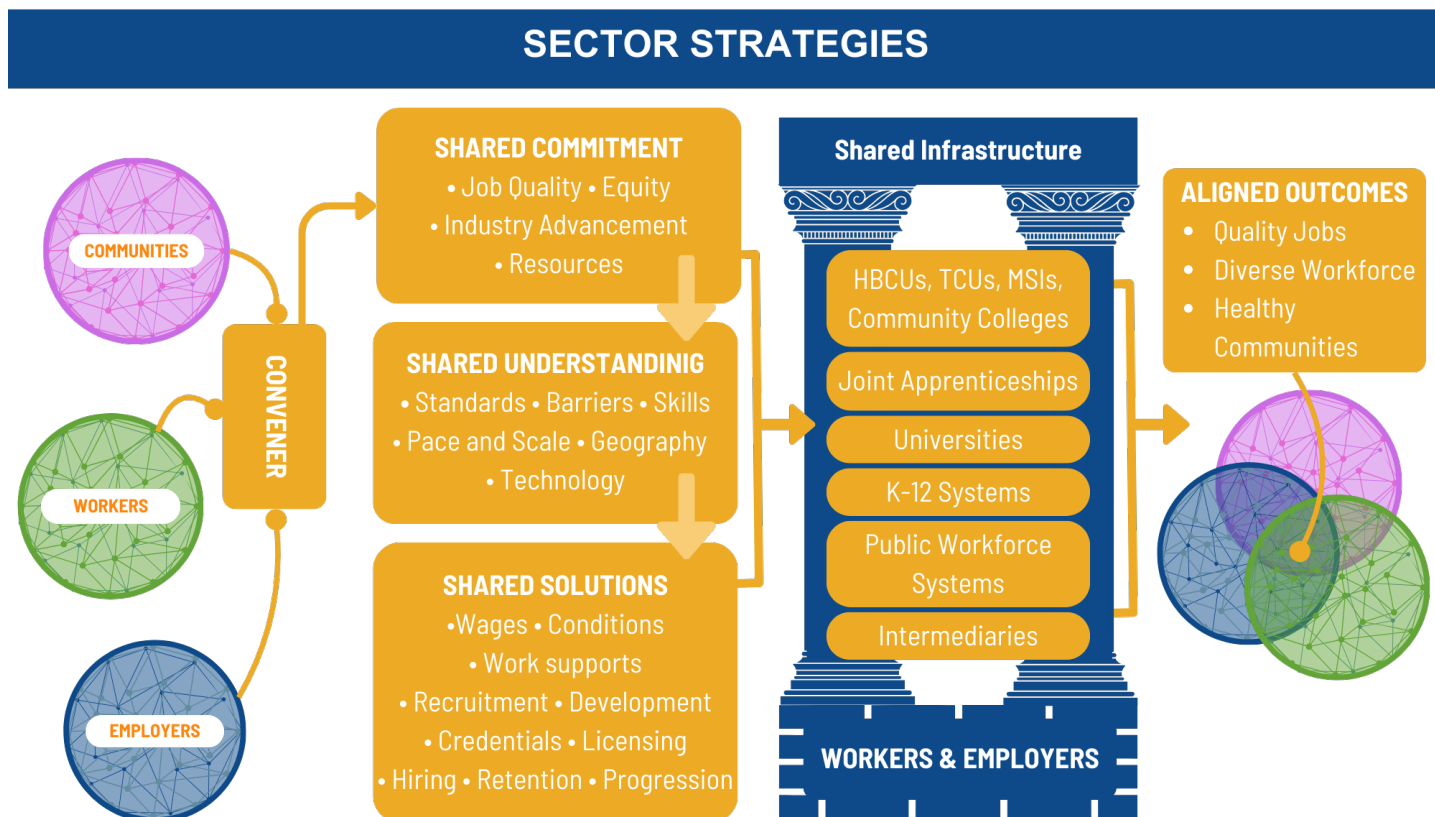 SECTOR STRATEGIES
COMMUNITIES
WORKERS
EMPLOYERS
CONVENER
SHARED COMMITMENT
• Job Quality • Equity
• Industry Advancement
• Resources
SHARED UNDERSTANDINIG
• Standards • Barriers • Skills
• Pace and Scale • Geography
• Technology
SHARED SOLUTIONS
•Wages • Conditions
• Work supports
• Recruitment • Development
• Credentials • Licensing
• Hiring • Retention • Progression
Shared Infrastructure
HBCUs, TCUs, MSIs,
Community Colleges
Joint Apprenticeships
Universities
K-12 Systems
Public Workforce
Systems
Intermediaries
WORKERS & EMPLOYERS
ALIGNED OUTCOMES
• Quality Jobs
• Diverse Workforce
• Healthy
Communities